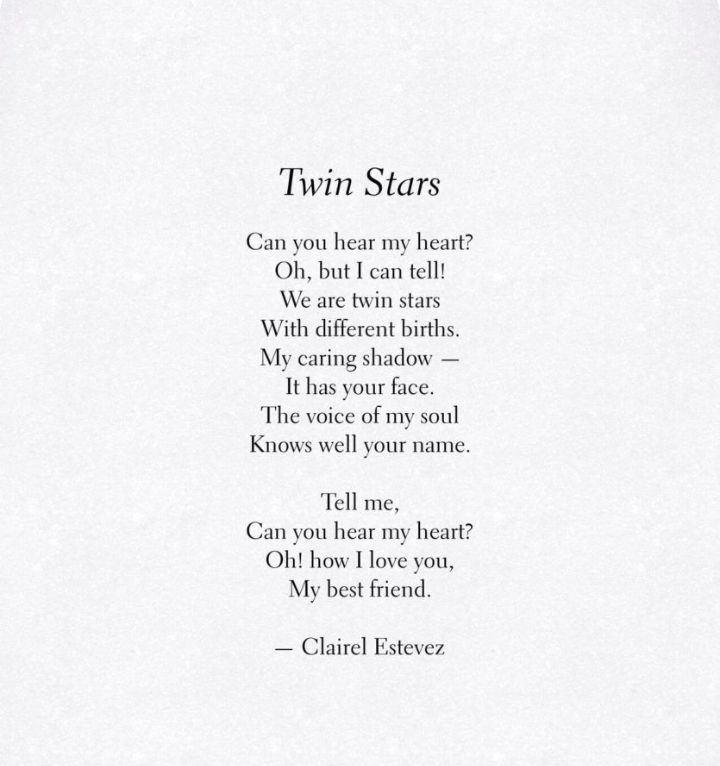 Twin Stars
Can you hear my heart?
Oh, but I can tell!
We are twin stars
With different births.
My caring shadow —
It has your face.
The voice of my soul
Knows well your name.
Tell me,
Can you hear my heart?
Oh! how I love you,
My best friend.
— Clairel Estevez